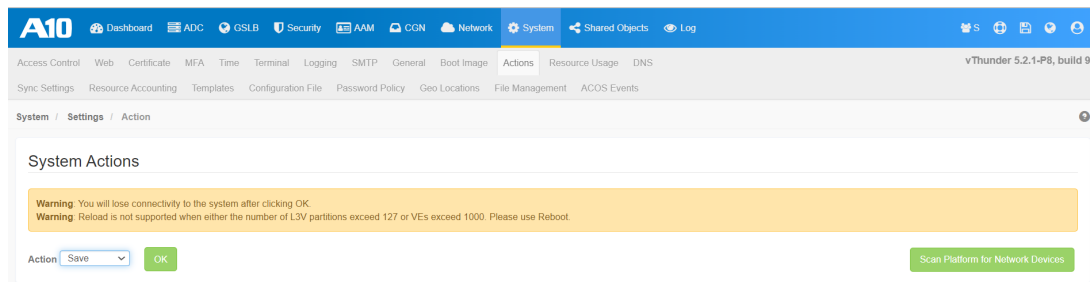 A10 Dashboard ADC GSLB Security AAM CGN Network System Shared Objects Log S
Access Control Web Certificate MFA Time Terminal Logging SMTP General Boot Image Actions Resource Usage DNS vThunder 5.2.1-P8, build 9
Sync Settings Resource Accounting Templates Configuration File Password Policy Geo Locations File Management ACOS Events
System / Settings / Action
System Actions
Warning: You will lose connectivity to the system after clicking OK.
Warning: Reload is not supported when either the number of L3V partitions exceed 127 or VEs exceed 1000. Please use Reboot.
Action Save OK Scan Platform for Network Devices